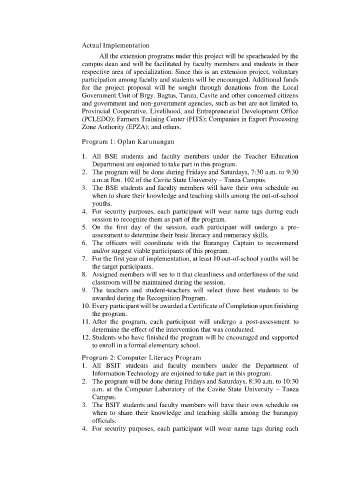 Actual Implementation
All the extension programs under this project will be spearheaded by the
campus dean and will be facilitated by faculty members and students in their
respective area of specialization. Since this is an extension project, voluntary
participation among faculty and students will be encouraged. Additional funds
for the project proposal will be sought through donations from the Local
Government Unit of Brgy. Bagtas, Tanza, Cavite and other concerned citizens
and government and non-government agencies, such as but are not limited to,
Provincial Cooperative, Livelihood, and Entrepreneurial Development Office
(PCLEDO); Farmers Training Center (FITS); Companies in Export Processing
Zone Authority (EPZA); and others.
Program 1: Oplan Karunungan
1. All BSE students and faculty members under the Teacher Education
Department are enjoined to take part in this program.
2. The program will be done during Fridays and Saturdays, 7:30 a.m. to 9:30
a.m.at Rm. 102 of the Cavite State University – Tanza Campus.
3. The BSE students and faculty members will have their own schedule on
when to share their knowledge and teaching skills among the out-of-school
youths.
4. For security purposes, each participant will wear name tags during each
session to recognize them as part of the program.
5. On the first day of the session, each participant will undergo a pre-
assessment to determine their basic literacy and numeracy skills.
6. The officers will coordinate with the Barangay Captain to recommend
and/or suggest viable participants of this program.
7. For the first year of implementation, at least 10 out-of-school youths will be
the target participants.
8. Assigned members will see to it that cleanliness and orderliness of the said
classroom will be maintained during the session.
9. The teachers and student-teachers will select three best students to be
awarded during the Recognition Program.
10. Every participant will be awarded a Certificate of Completion upon finishing
the program.
11. After the program, each participant will undergo a post-assessment to
determine the effect of the intervention that was conducted.
12. Students who have finished the program will be encouraged and supported
to enroll in a formal elementary school.
Program 2: Computer Literacy Program
1. All BSIT students and faculty members under the Department of
Information Technology are enjoined to take part in this program.
2. The program will be done during Fridays and Saturdays, 8:30 a.m. to 10:30
a.m. at the Computer Laboratory of the Cavite State University – Tanza
Campus.
3. The BSIT students and faculty members will have their own schedule on
when to share their knowledge and teaching skills among the barangay
officials.
4. For security purposes, each participant will wear name tags during each